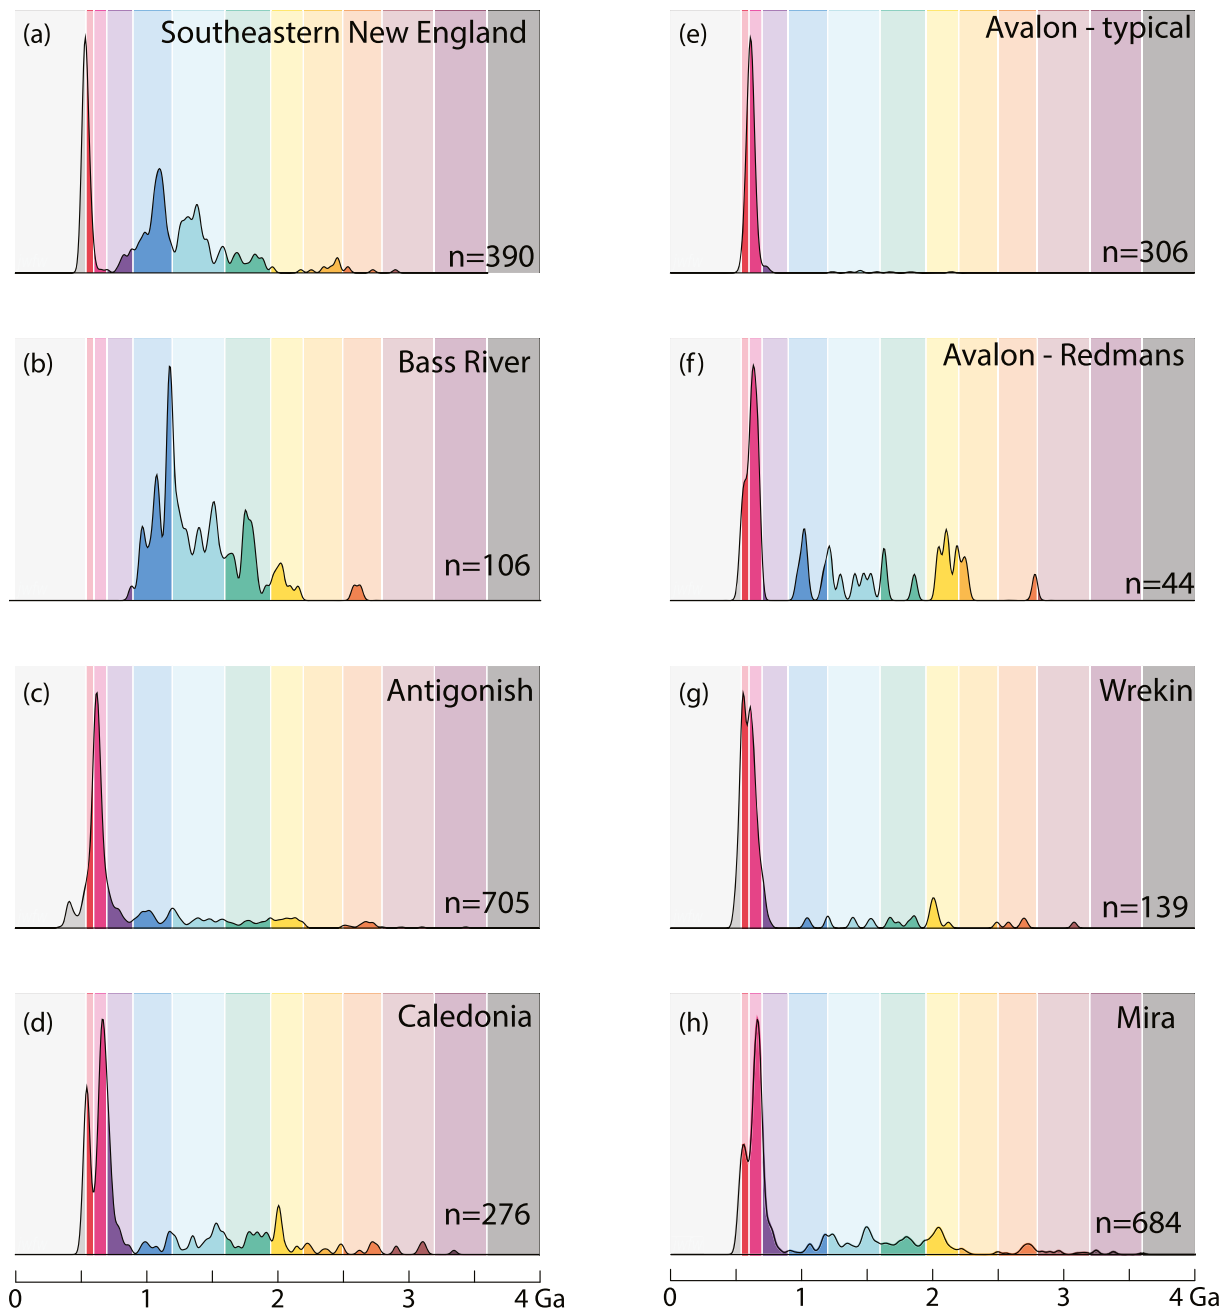 (a)
Southeastern New England
n=390
(b)
Bass River
n=106
(c)
Antigonish
n=705
(d)
Caledonia
n=276
0 1 2 3 4 Ga
(e)
Avalon - typical
n=306
(f)
Avalon - Redmans
n=44
(g)
Wrekin
n=139
(h)
Mira
n=684
0 1 2 3 4 Ga